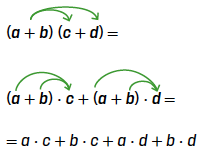 (a + b) (c + d) =
(a + b) · c + (a + b) · d =
= a · c + b · c + a · d + b · d